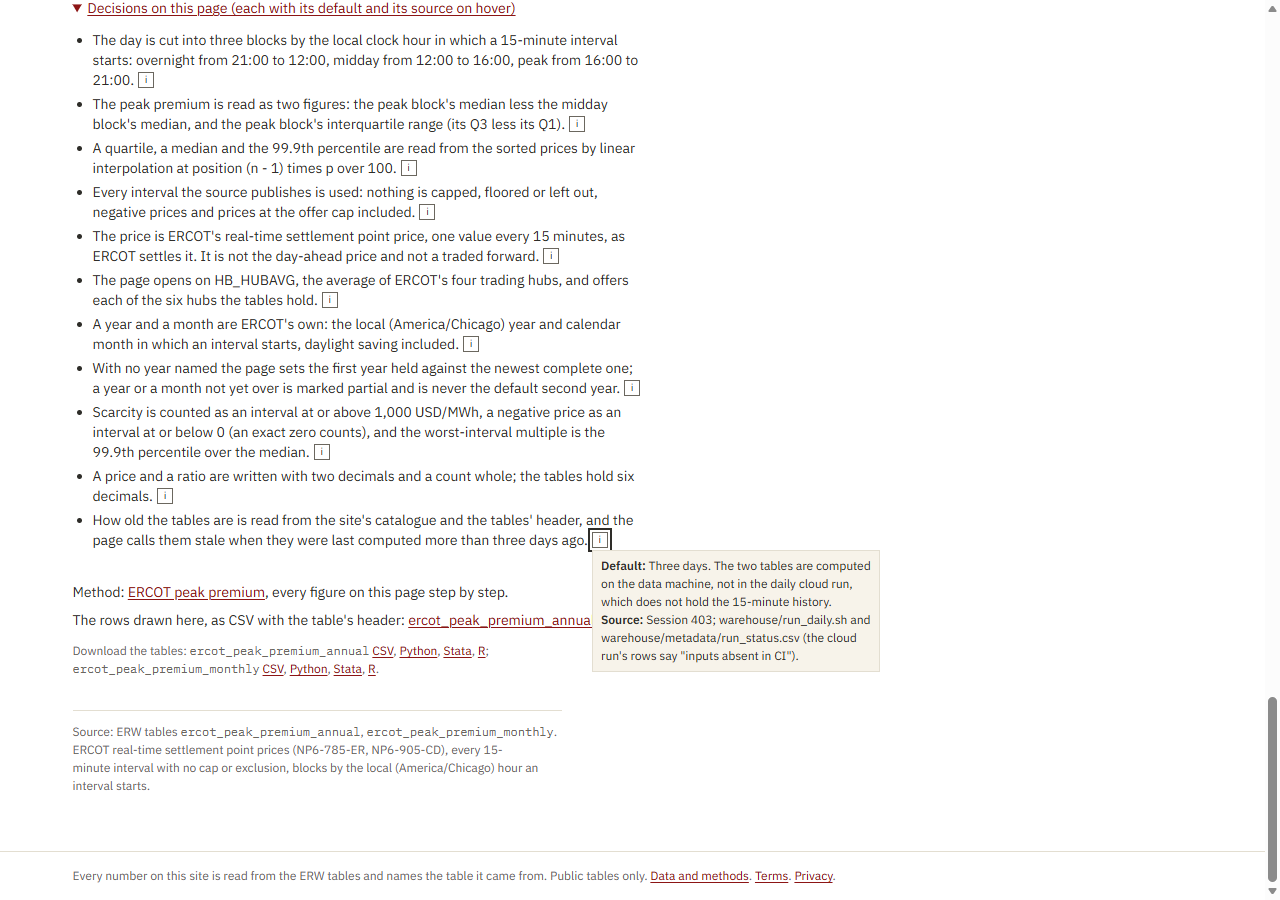 ▼ Decisions on this page (each with its default and its source on hover)
• The day is cut into three blocks by the local clock hour in which a 15-minute interval
starts: overnight from 21:00 to 12:00, midday from 12:00 to 16:00, peak from 16:00 to
21:00. i
• The peak premium is read as two figures: the peak block's median less the midday
block's median, and the peak block's interquartile range (its Q3 less its Q1). i
• A quartile, a median and the 99.9th percentile are read from the sorted prices by linear
interpolation at position (n - 1) times p over 100. i
• Every interval the source publishes is used: nothing is capped, floored or left out,
negative prices and prices at the offer cap included. i
• The price is ERCOT's real-time settlement point price, one value every 15 minutes, as
ERCOT settles it. It is not the day-ahead price and not a traded forward. i
• The page opens on HB_HUBAVG, the average of ERCOT's four trading hubs, and offers
each of the six hubs the tables hold. i
• A year and a month are ERCOT's own: the local (America/Chicago) year and calendar
month in which an interval starts, daylight saving included. i
• With no year named the page sets the first year held against the newest complete one;
a year or a month not yet over is marked partial and is never the default second year. i
• Scarcity is counted as an interval at or above 1,000 USD/MWh, a negative price as an
interval at or below 0 (an exact zero counts), and the worst-interval multiple is the
99.9th percentile over the median. i
• A price and a ratio are written with two decimals and a count whole; the tables hold six
decimals. i
• How old the tables are is read from the site's catalogue and the tables' header, and the
page calls them stale when they were last computed more than three days ago. i
Default: Three days. The two tables are computed
on the data machine, not in the daily cloud run,
which does not hold the 15-minute history.
Source: Session 403; warehouse/run_daily.sh and
warehouse/metadata/run_status.csv (the cloud
run's rows say "inputs absent in CI").
Method: ERCOT peak premium, every figure on this page step by step.
The rows drawn here, as CSV with the table's header: ercot_peak_premium_annua
Download the tables: ercot_peak_premium_annual CSV, Python, Stata, R;
ercot_peak_premium_monthly CSV, Python, Stata, R.
Source: ERW tables ercot_peak_premium_annual, ercot_peak_premium_monthly.
ERCOT real-time settlement point prices (NP6-785-ER, NP6-905-CD), every 15-
minute interval with no cap or exclusion, blocks by the local (America/Chicago) hour an
interval starts.
Every number on this site is read from the ERW tables and names the table it came from. Public tables only. Data and methods. Terms. Privacy.